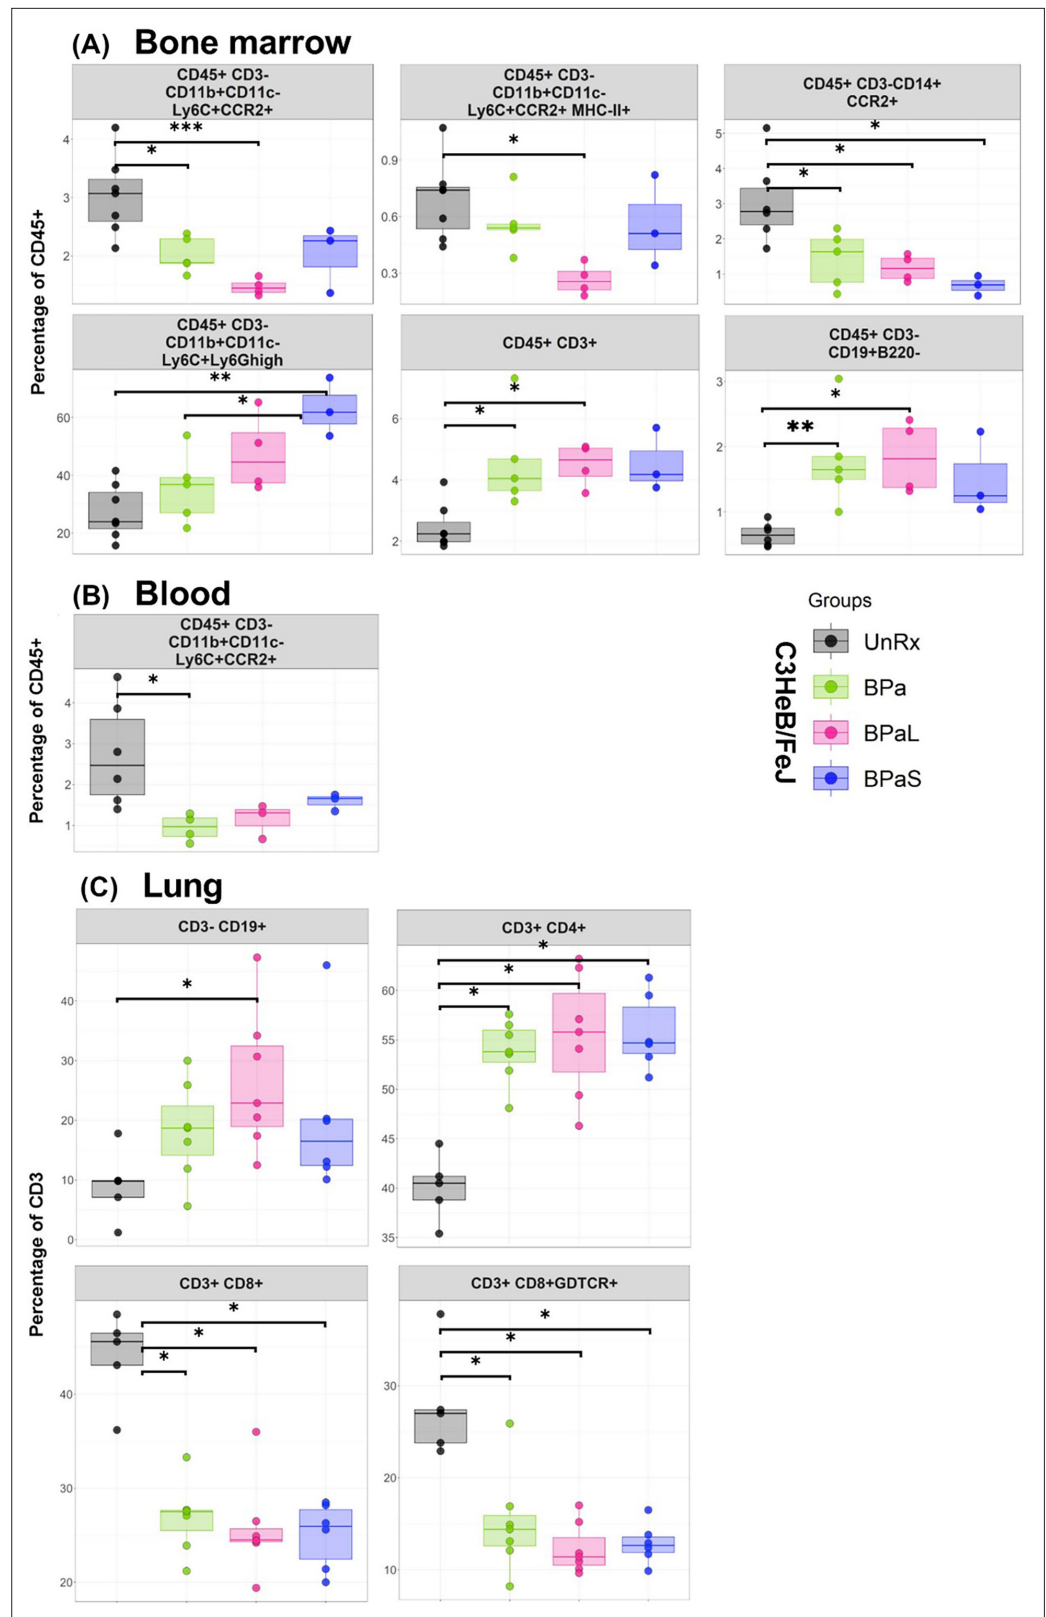 (A) Bone marrow
CD45+ CD3-
CD11b+CD11c-
Ly6C+CCR2+
CD45+ CD3-
CD11b+CD11c-
Ly6C+CCR2+ MHC-II+
CD45+ CD3-CD14+
CCR2+
Percentage of CD45+
4
3
2
***
*
0.9
0.6
0.3
*
5
4
3
2
1
*
*
*
CD45+ CD3-
CD11b+CD11c-
Ly6C+Ly6Ghigh
CD45+ CD3+
CD45+ CD3-
CD19+B220-
60
40
20
**
*
6
4
2
*
*
3
2
1
*
**
(B) Blood
CD45+ CD3-
CD11b+CD11c-
Ly6C+CCR2+
Percentage of CD45+
4
3
2
1
*
C3HeB/FeJ
Groups
UnRx
BPa
BPaL
BPaS
(C) Lung
CD3- CD19+
CD3+ CD4+
Percentage of CD3
40
30
20
10
0
*
60
55
50
45
40
35
*
*
*
CD3+ CD8+
CD3+ CD8+GDTCR+
40
30
20
*
*
*
30
20
10
*
*
*